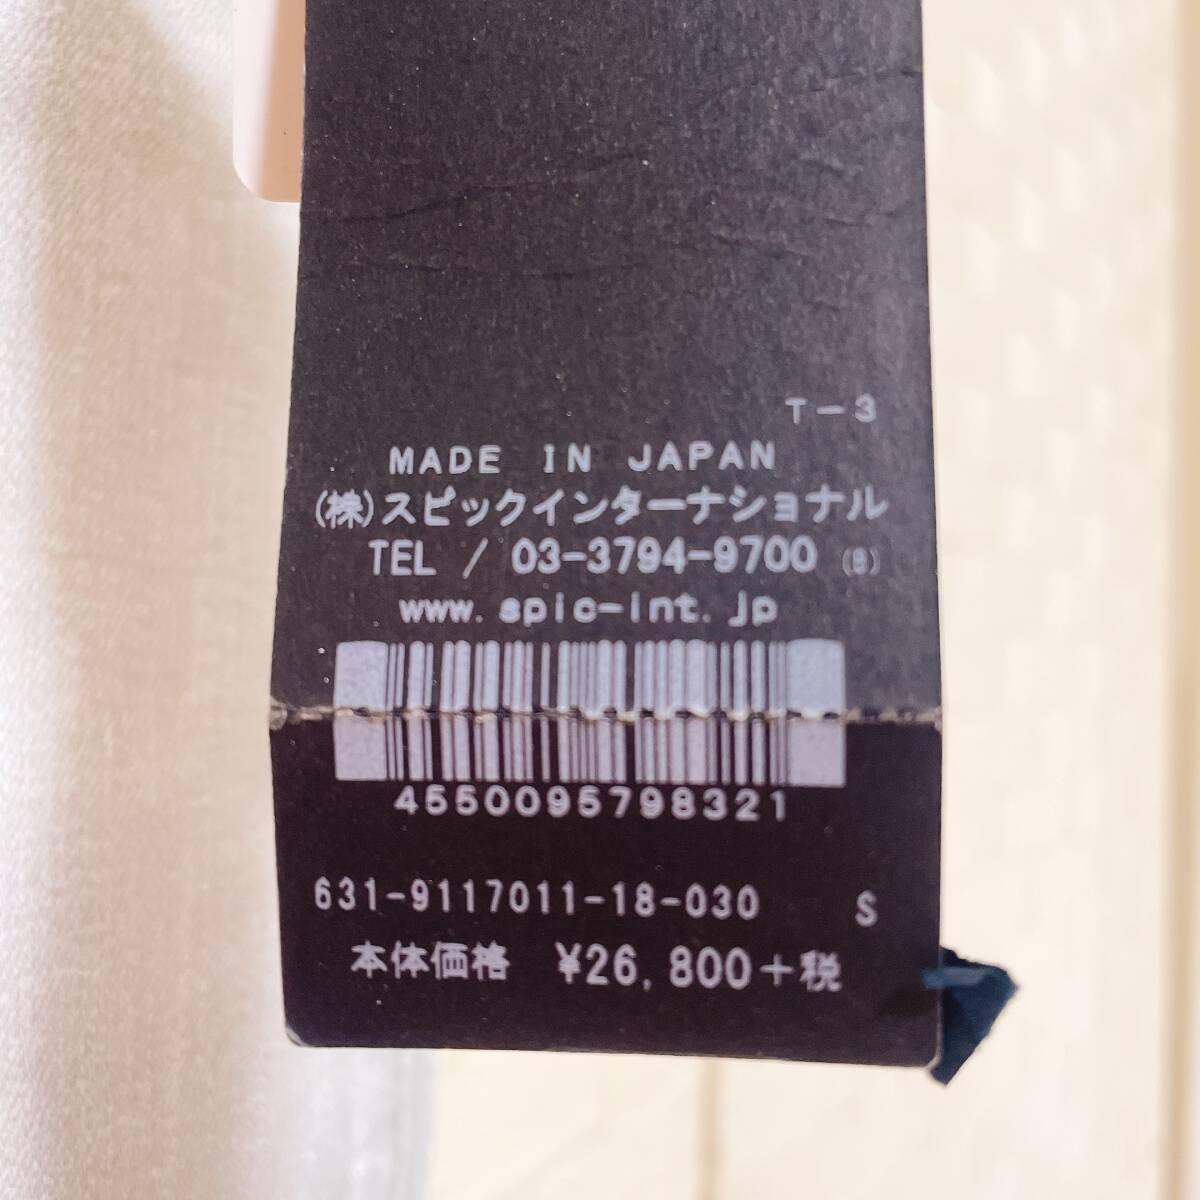 T-3
MADE IN JAPAN
(株)スピックインターナショナル
TEL / 03-3794-9700 (B)
www.spic-int.jp
4550095798321
631-9117011-18-030 S
本体価格 ¥26,800+税